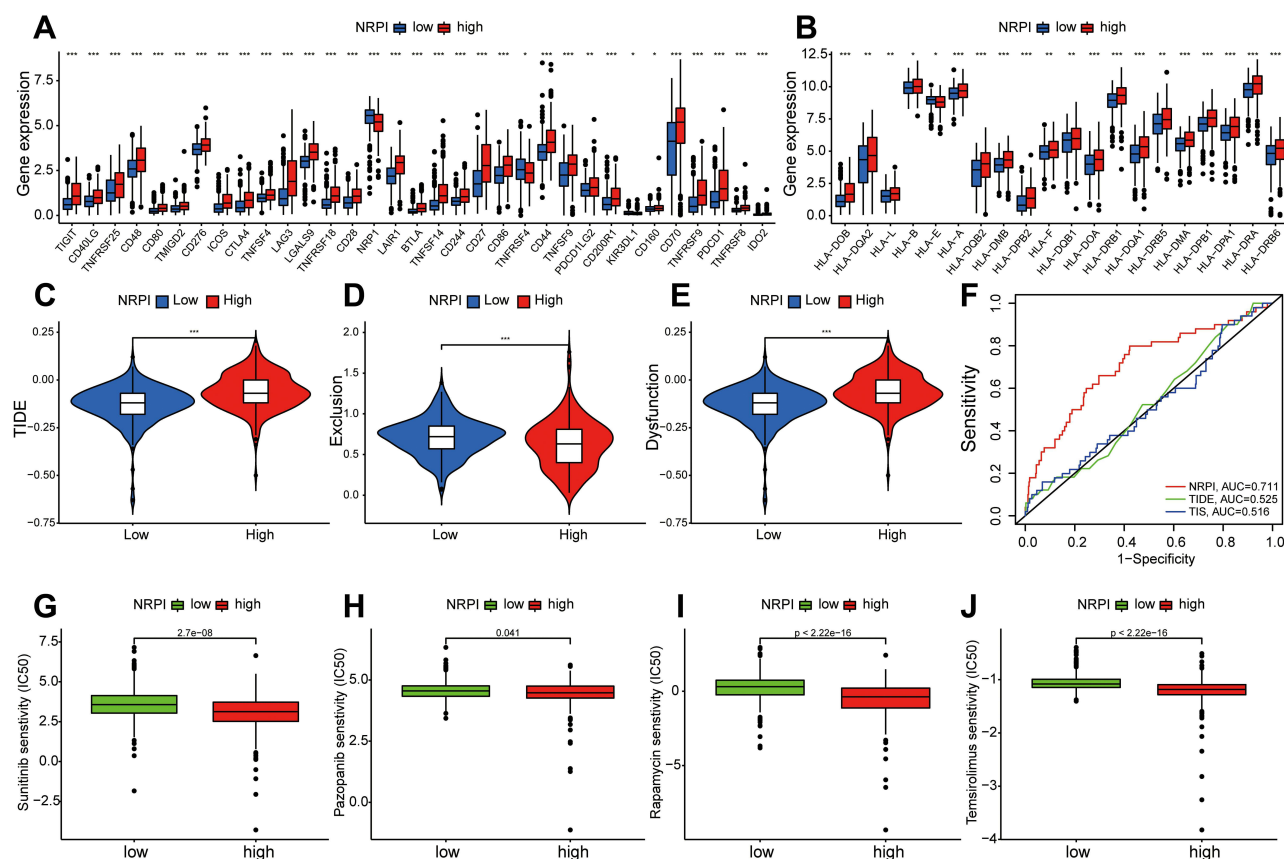 A
NRPI low high
Gene expression
7.5
5.0
2.5
0.0
*** *** *** *** *** *** *** *** *** *** *** *** *** *** *** *** *** *** *** *** *** *** * *** *** ** *** * * *** *** *** *** ***
TIGIT
CD40LG
TNFRSF25
CD48
CD80
TMIGD2
CD276
ICOS
CTLA4
TNFSF4
LAG3
LGALS9
TNFRSF18
CD28
NRP1
LAIR1
BTLA
TNFSF14
CD244
CD27
CD86
TNFRSF4
CD44
TNFSF9
PDCD1LG2
CD200R1
KIR3DL1
CD160
CD70
TNFRSF9
PDCD1
TNFRSF8
IDO2
B
NRPI low high
Gene expression
12.5
10.0
7.5
5.0
2.5
0.0
*** ** ** * * *** ** *** *** ** ** *** *** *** ** *** *** *** *** ***
HLA-DOB
HLA-DQA2
HLA-L
HLA-B
HLA-E
HLA-A
HLA-DQB2
HLA-DMB
HLA-DPB2
HLA-F
HLA-DQB1
HLA-DOA
HLA-DRB1
HLA-DQA1
HLA-DRB5
HLA-DMA
HLA-DPB1
HLA-DPA1
HLA-DRA
HLA-DRB6
C
NRPI Low High
TIDE
0.25
0.00
−0.25
−0.50
−0.75
***
Low High
D
NRPI Low High
Exclusion
2.0
1.5
1.0
0.5
0.0
***
Low High
E
NRPI Low High
Dysfunction
0.25
0.00
−0.25
−0.50
−0.75
***
Low High
F
Sensitivity
1.0
0.8
0.6
0.4
0.2
0.0
NRPI, AUC=0.711
TIDE, AUC=0.525
TIS, AUC=0.516
0.0 0.2 0.4 0.6 0.8 1.0
1-Specificity
G
NRPI low high
Sunitinib senstivity (IC50)
7.5
5.0
2.5
0.0
−2.5
2.7e−08
low high
H
NRPI low high
Pazopanib senstivity (IC50)
5.0
2.5
0.0
0.041
low high
I
NRPI low high
Rapamycin senstivity (IC50)
0
−5
p < 2.22e−16
low high
J
NRPI low high
Temsirolimus senstivity (IC50)
−1
−2
−3
−4
p < 2.22e−16
low high